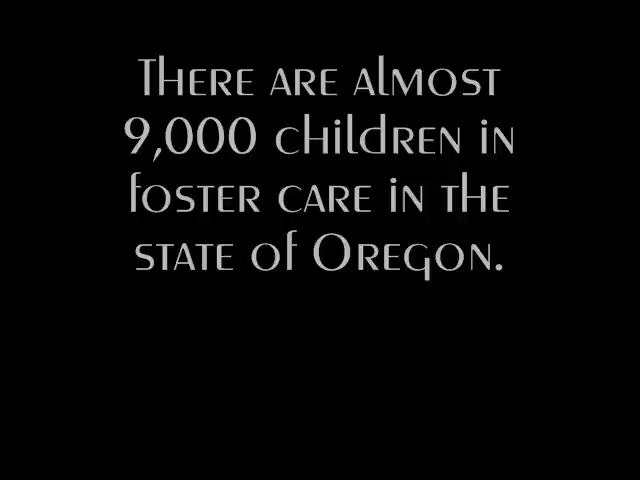 There are almost
9,000 children in
foster care in the
state of Oregon.